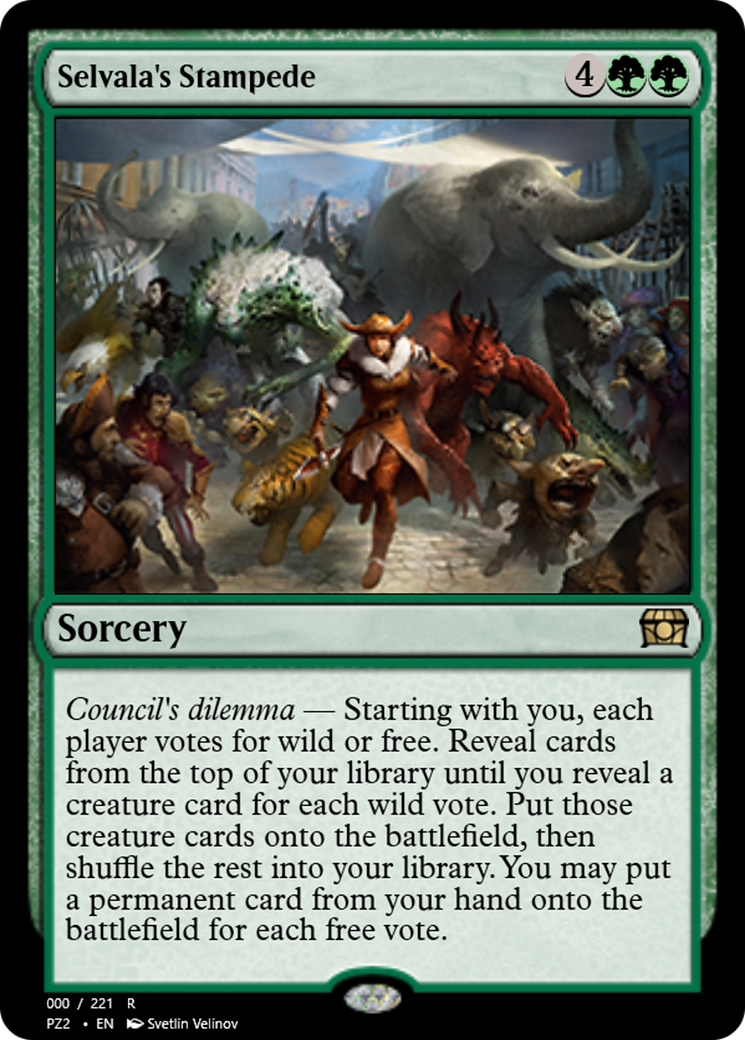 Selvala's Stampede 4
Sorcery
Council's dilemma — Starting with you, each
player votes for wild or free. Reveal cards
from the top of your library until you reveal a
creature card for each wild vote. Put those
creature cards onto the battlefield, then
shuffle the rest into your library. You may put
a permanent card from your hand onto the
battlefield for each free vote.
000 / 221 R
PZ2 • EN Svetlin Velinov